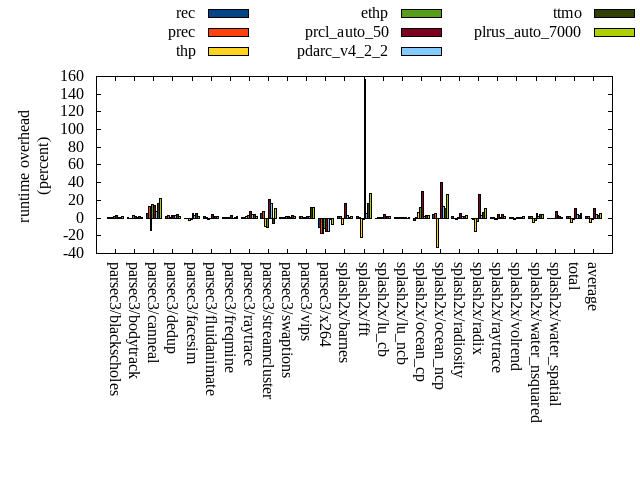 rec
prec
thp
ethp
prcl_auto_50
pdarc_v4_2_2
ttmo
plrus_auto_7000
runtime overhead
(percent)
160
140
120
100
80
60
40
20
0
-20
-40
parsec3/blackscholes
parsec3/bodytrack
parsec3/canneal
parsec3/dedup
parsec3/facesim
parsec3/fluidanimate
parsec3/freqmine
parsec3/raytrace
parsec3/streamcluster
parsec3/swaptions
parsec3/vips
parsec3/x264
splash2x/barnes
splash2x/fft
splash2x/lu_cb
splash2x/lu_ncb
splash2x/ocean_cp
splash2x/ocean_ncp
splash2x/radiosity
splash2x/radix
splash2x/raytrace
splash2x/volrend
splash2x/water_nsquared
splash2x/water_spatial
total
average